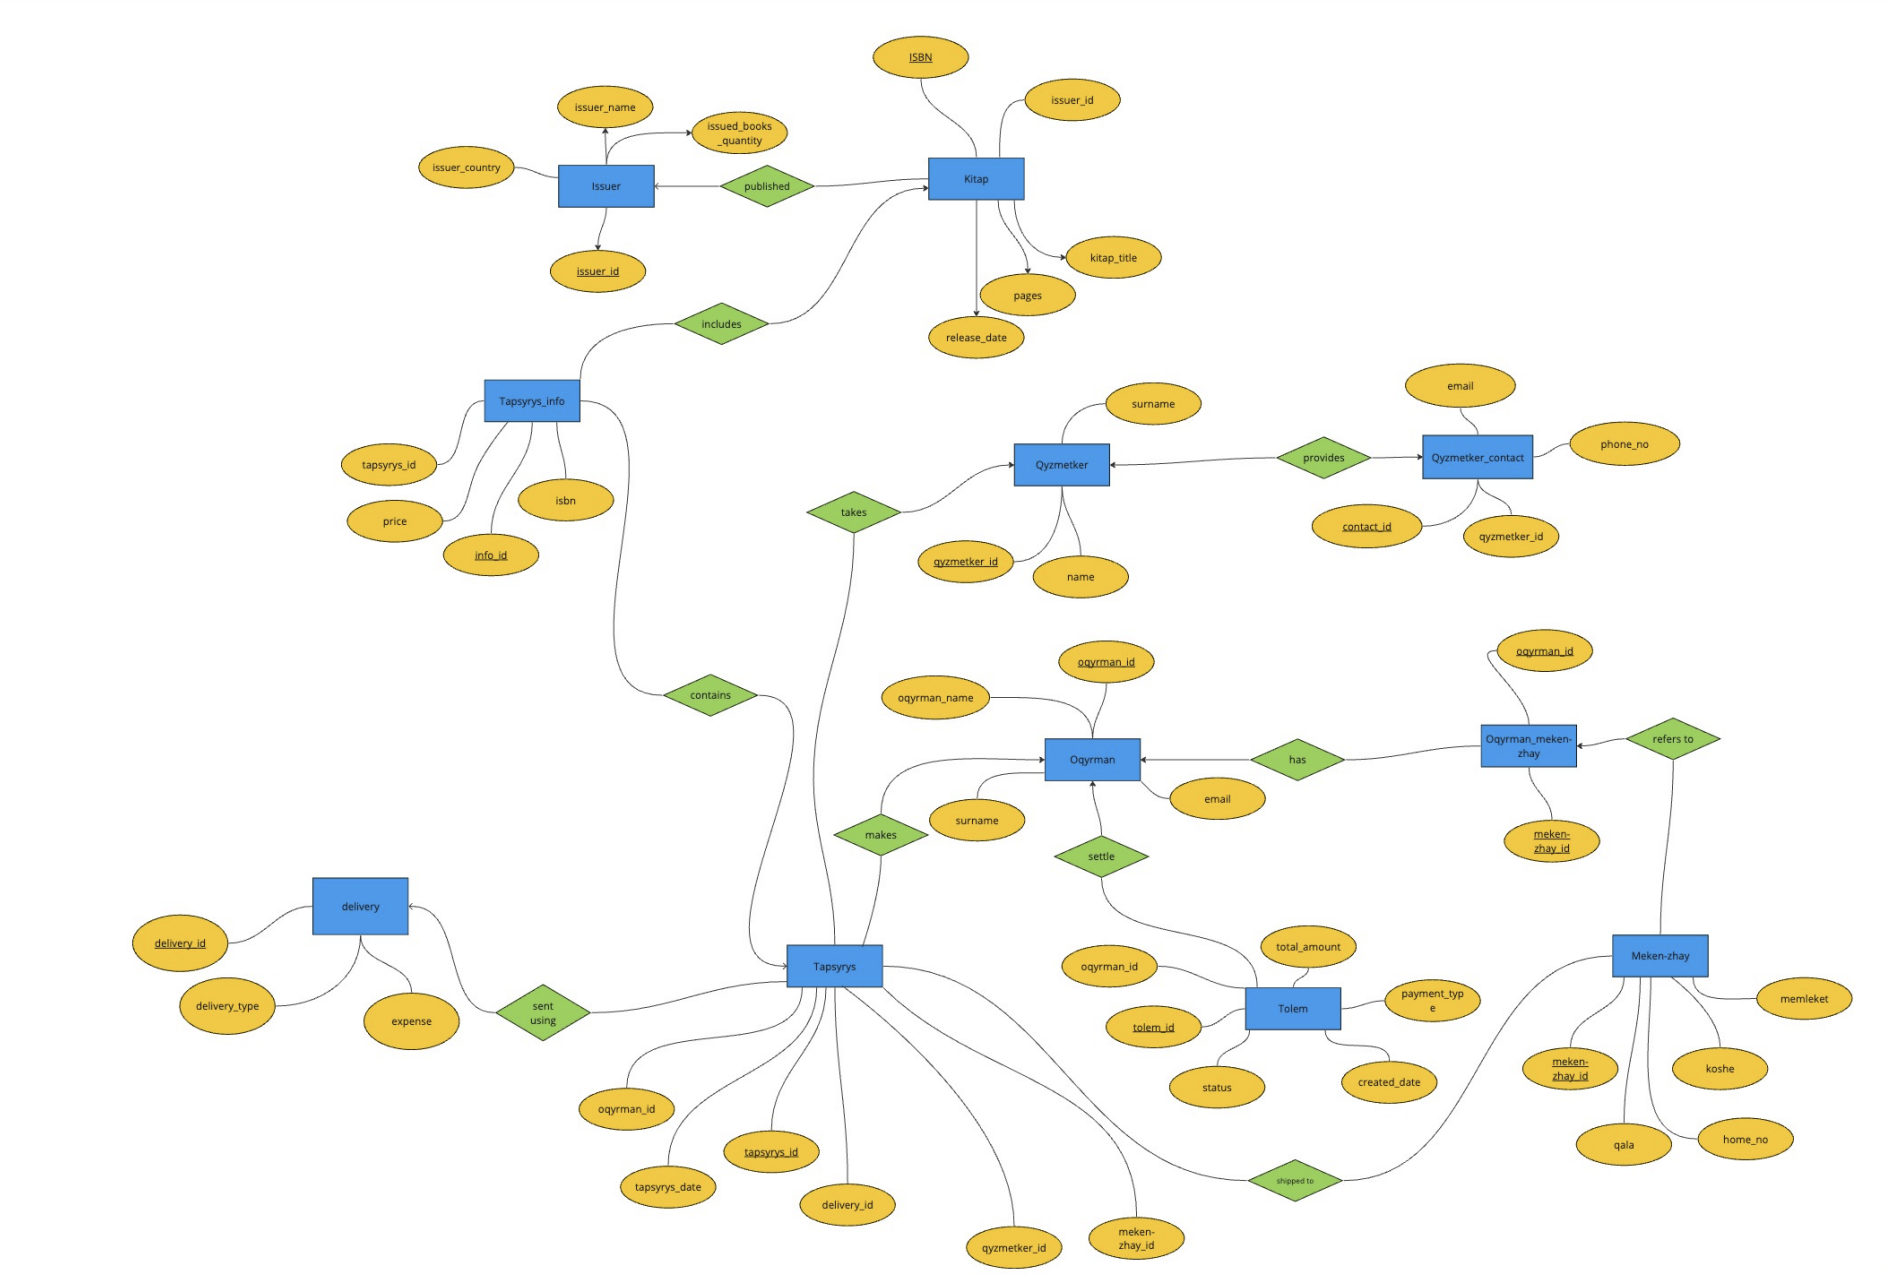 ISBN
issuer_id
issuer_name
issued_books
_quantity
issuer_country
Issuer
published
Kitap
issuer_id
kitap_title
pages
release_date
includes
Tapsyrys_info
tapsyrys_id
price
isbn
info_id
surname
email
Qyzmetker
provides
Qyzmetker_contact
phone_no
takes
qyzmetker_id
name
contact_id
qyzmetker_id
contains
oqyrman_id
oqyrman_name
oqyrman_id
Oqyrman
has
Oqyrman_meken-
zhay
refers to
surname
email
makes
settle
meken-
zhay_id
delivery
delivery_id
delivery_type
expense
sent
using
Tapsyrys
oqyrman_id
total_amount
tolem_id
Tolem
payment_typ
e
status
created_date
Meken-zhay
memleket
meken-
zhay_id
koshe
qala
home_no
oqyrman_id
tapsyrys_date
tapsyrys_id
delivery_id
qyzmetker_id
meken-
zhay_id
shipped to